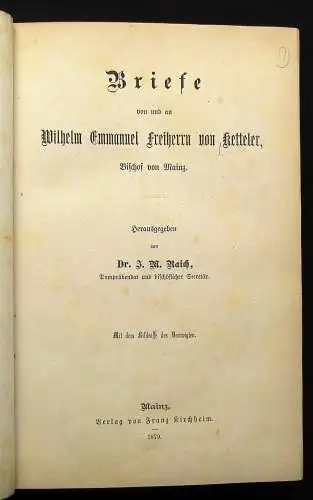 Briefe
von und an
Wilhelm Emmanuel Freiherrn von Ketteler,
Bischof von Mainz.
Herausgegeben
von
Dr. J. M. Raich,
Dompräbendat und bischöflicher Secretär.
Mit dem Bildniß des Verewigten.
Mainz,
Verlag von Franz Kirchheim.
1879.